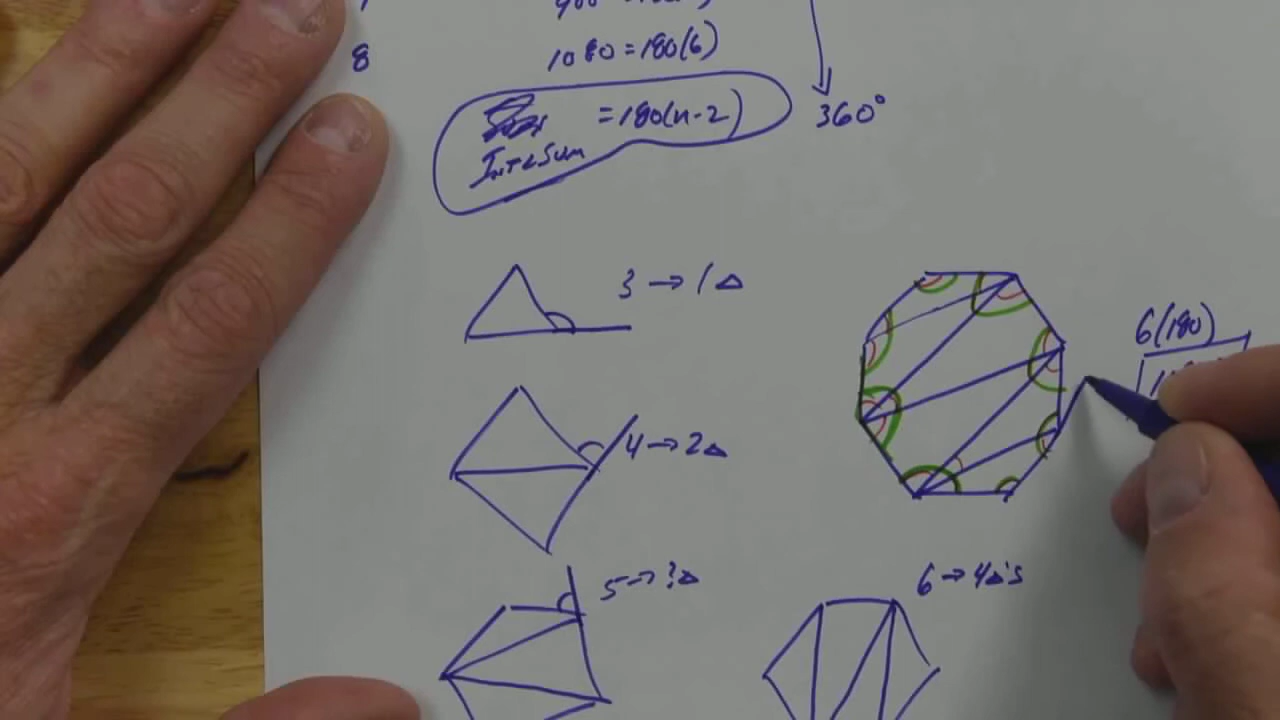 8 1080 = 180(6)
= 180(n-2)
Int ∠ Sum
360°
3 → 1 △
6(180)
4 → 2△
5 → 3△
6 → 4△'s